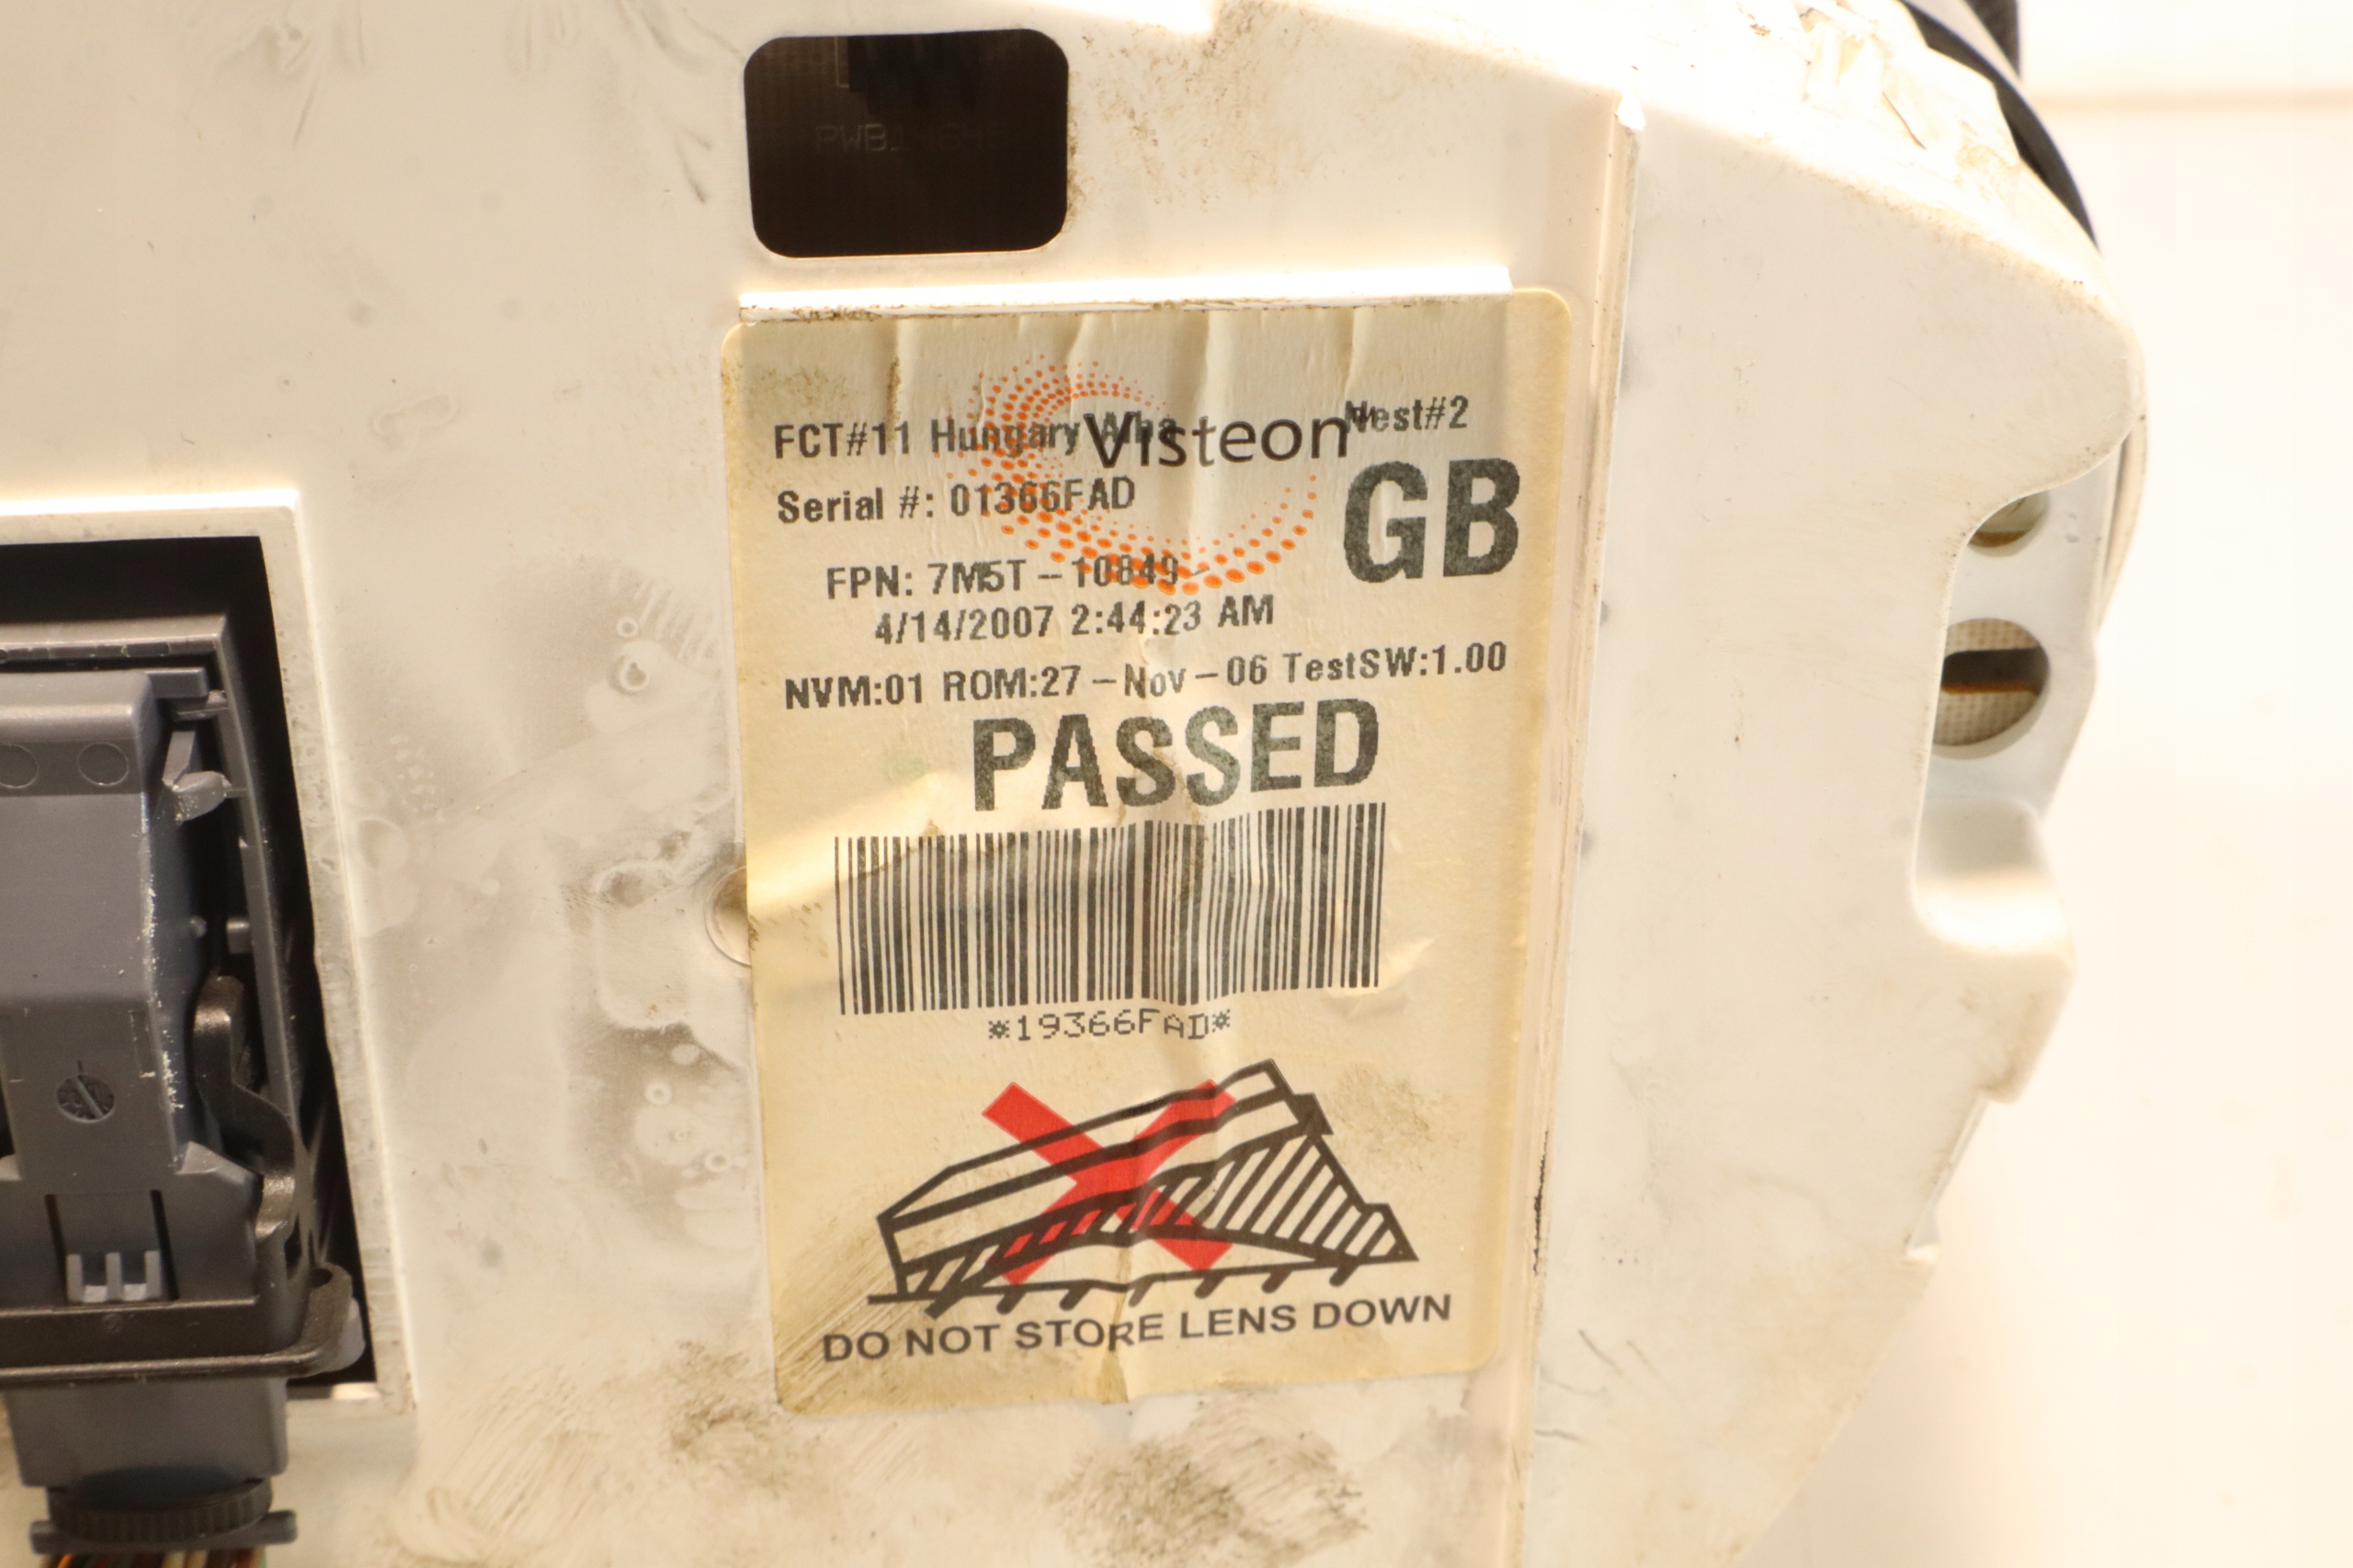 FCT#11 Hungary Alba Nest#2
Visteon
Serial #: 01366FAD
GB
FPN: 7M5T-10849-
4/14/2007 2:44:23 AM
NVM:01 ROM:27-Nov-06 TestSW:1.00
PASSED
*19366FAD*
DO NOT STORE LENS DOWN